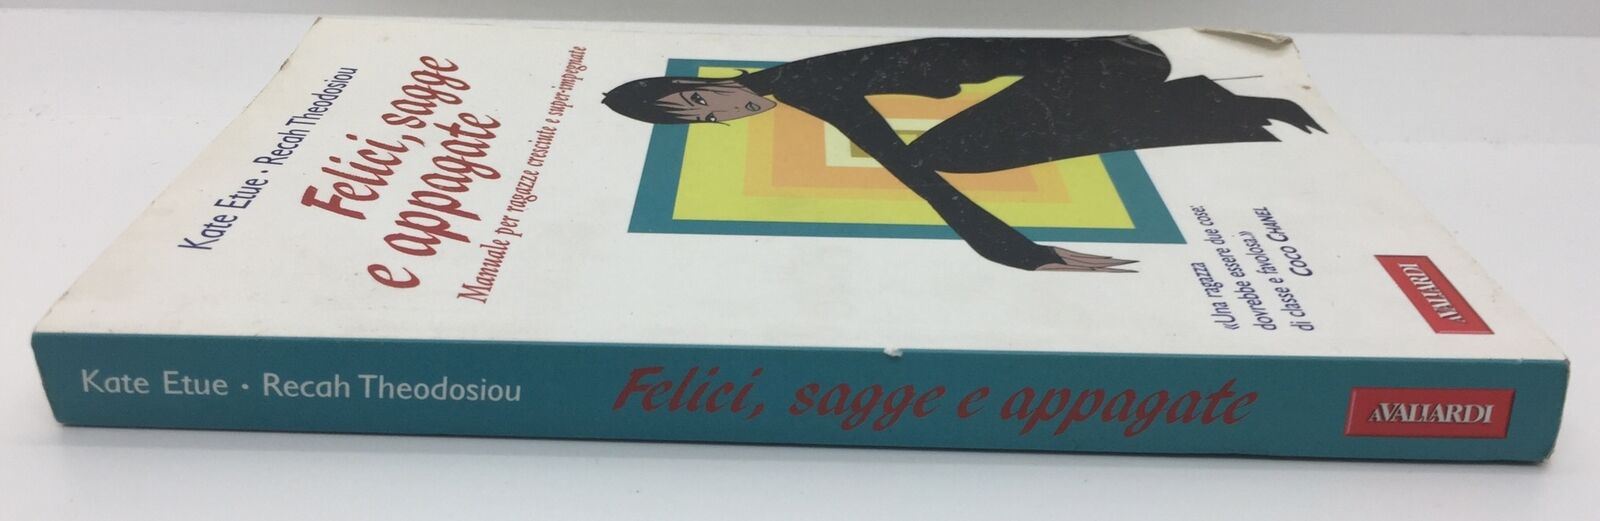 Kate Etue • Recah Theodosiou
Felici, sagge
e appagate
Manuale per ragazze cresciute e super-impegnate
«Una ragazza
dovrebbe essere due cose:
di classe e favolosa.»
COCO CHANEL
AVALLARDI
Kate Etue • Recah Theodosiou
Felici, sagge e appagate
AVALLARDI